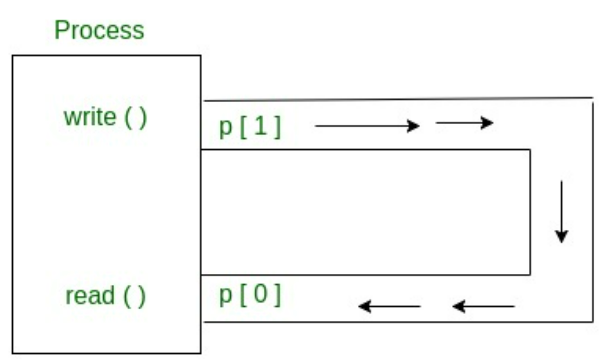 Process
write ( )
p [ 1 ]
read ( )
p [ 0 ]